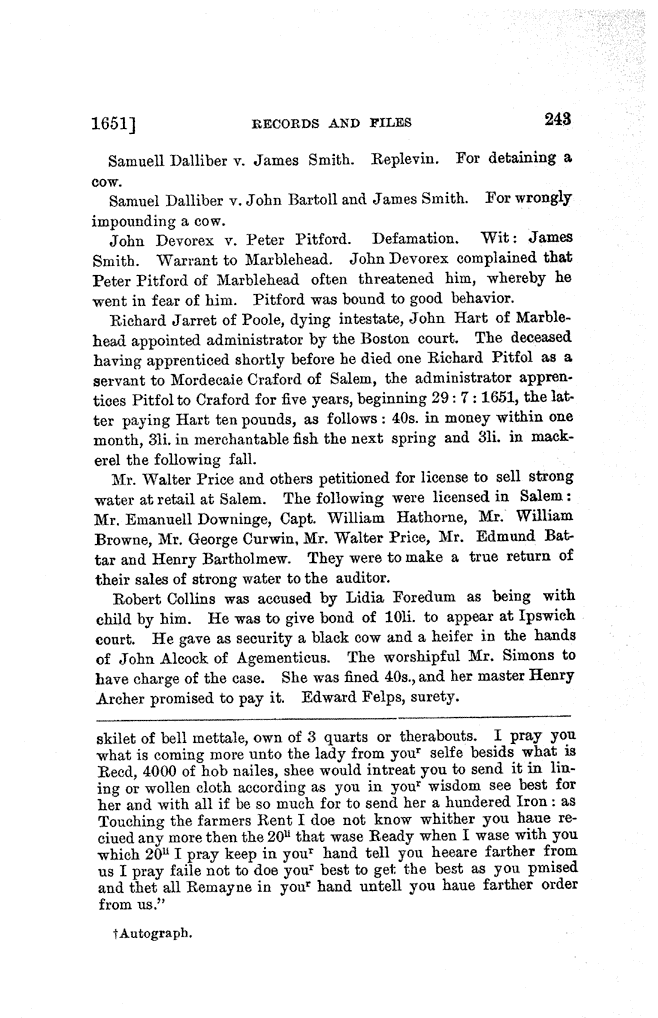 1651] RECORDS AND FILES 243
Samuell Dalliber v. James Smith. Replevin. For detaining a
cow.
Samuel Dalliber v. John Bartoll and James Smith. For wrongly
impounding a cow.
John Devorex v. Peter Pitford. Defamation. Wit: James
Smith. Warrant to Marblehead. John Devorex complained that
Peter Pitford of Marblehead often threatened him, whereby he
went in fear of him. Pitford was bound to good behavior.
Richard Jarret of Poole, dying intestate, John Hart of Marble-
head appointed administrator by the Boston court. The deceased
having apprenticed shortly before he died one Richard Pitfol as a
servant to Mordecaie Craford of Salem, the administrator appren-
tices Pitfol to Craford for five years, beginning 29 : 7 : 1651, the lat-
ter paying Hart ten pounds, as follows : 40s. in money within one
month, 3li. in merchantable fish the next spring and 3li. in mack-
erel the following fall.
Mr. Walter Price and others petitioned for license to sell strong
water at retail at Salem. The following were licensed in Salem :
Mr. Emanuell Downinge, Capt. William Hathorne, Mr. William
Browne, Mr. George Curwin, Mr. Walter Price, Mr. Edmund Bat-
tar and Henry Bartholmew. They were to make a true return of
their sales of strong water to the auditor.
Robert Collins was accused by Lidia Foredum as being with
child by him. He was to give bond of 10li. to appear at Ipswich
court. He gave as security a black cow and a heifer in the hands
of John Alcock of Agementicus. The worshipful Mr. Simons to
have charge of the case. She was fined 40s., and her master Henry
Archer promised to pay it. Edward Felps, surety.
skilet of bell mettale, own of 3 quarts or therabouts. I pray you
what is coming more unto the lady from youʳ selfe besids what is
Recd, 4000 of hob nailes, shee would intreat you to send it in lin-
ing or wollen cloth according as you in youʳ wisdom see best for
her and with all if be so much for to send her a hundered Iron : as
Touching the farmers Rent I doe not know whither you haue re-
ciued any more then the 20ˡⁱ that wase Ready when I wase with you
which 20ˡⁱ I pray keep in youʳ hand tell you heeare farther from
us I pray faile not to doe youʳ best to get the best as you pmised
and thet all Remayne in youʳ hand untell you haue farther order
from us."
†Autograph.